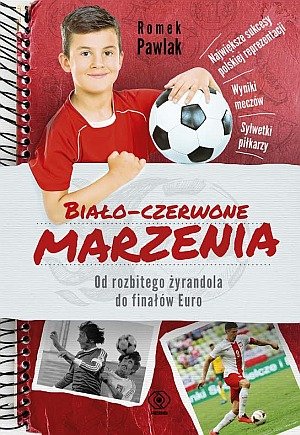 Romek
Pawlak
Największe sukcesy
polskiej reprezentacji
Wyniki
meczów
Sylwetki
piłkarzy
BIAŁO-CZERWONE
MARZENIA
Od rozbitego żyrandola
do finałów Euro